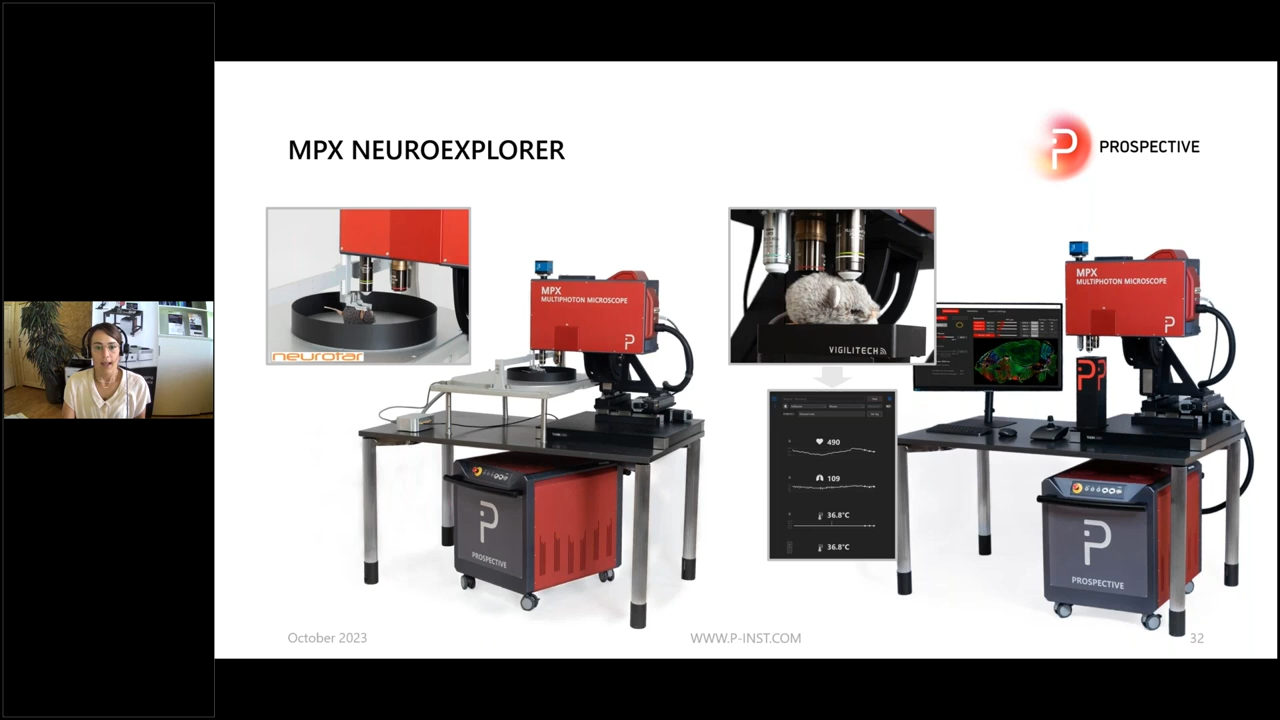 MPX NEUROEXPLORER
PROSPECTIVE
neurotar
MPX
MULTIPHOTON MICROSCOPE
PROSPECTIVE
VIGILITECH
490
109
36.8°C
36.8°C
MPX
MULTIPHOTON MICROSCOPE
PROSPECTIVE
October 2023
WWW.P-INST.COM
32